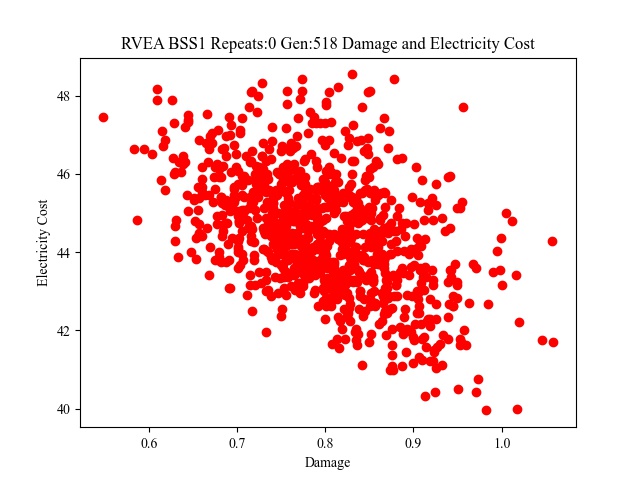 RVEA BSS1 Repeats:0 Gen:518 Damage and Electricity Cost
48
46
44
42
40
Electricity Cost
0.6 0.7 0.8 0.9 1.0
Damage